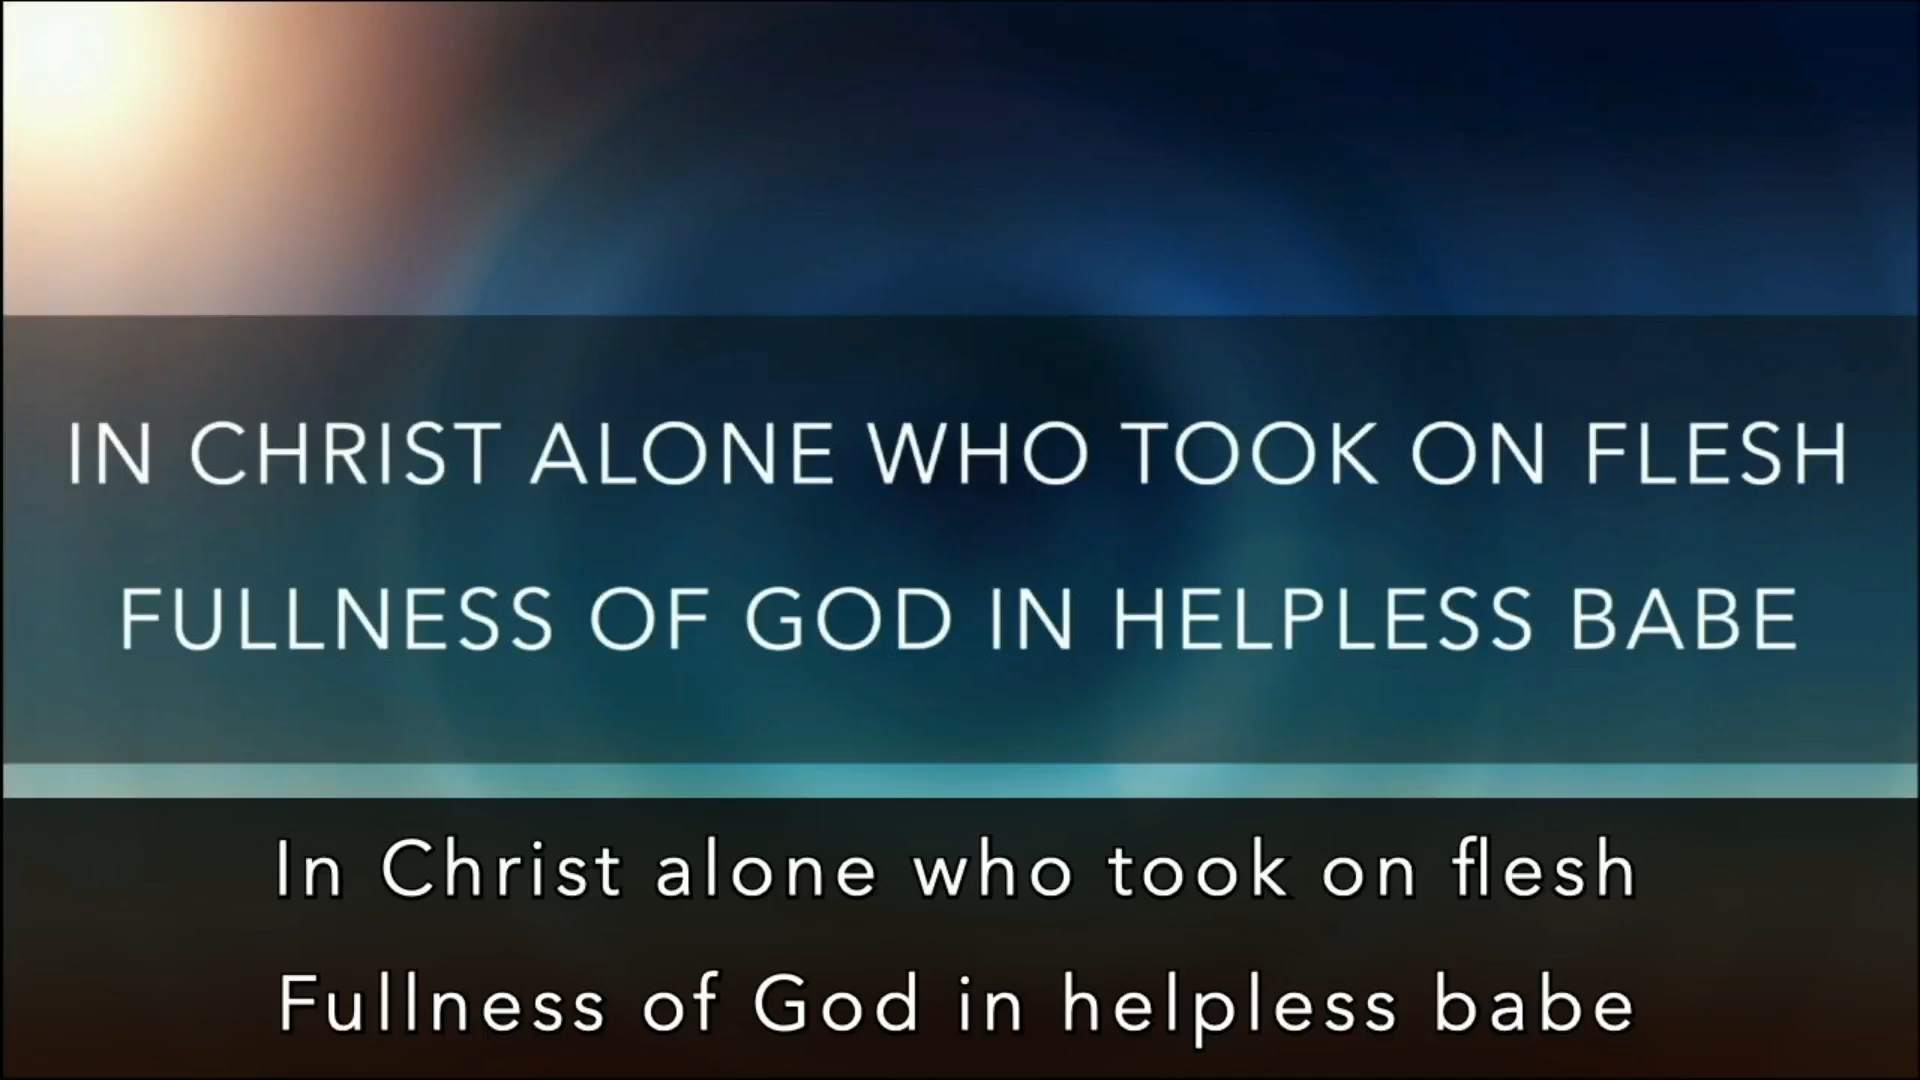 IN CHRIST ALONE WHO TOOK ON FLESH
FULLNESS OF GOD IN HELPLESS BABE
In Christ alone who took on flesh
Fullness of God in helpless babe